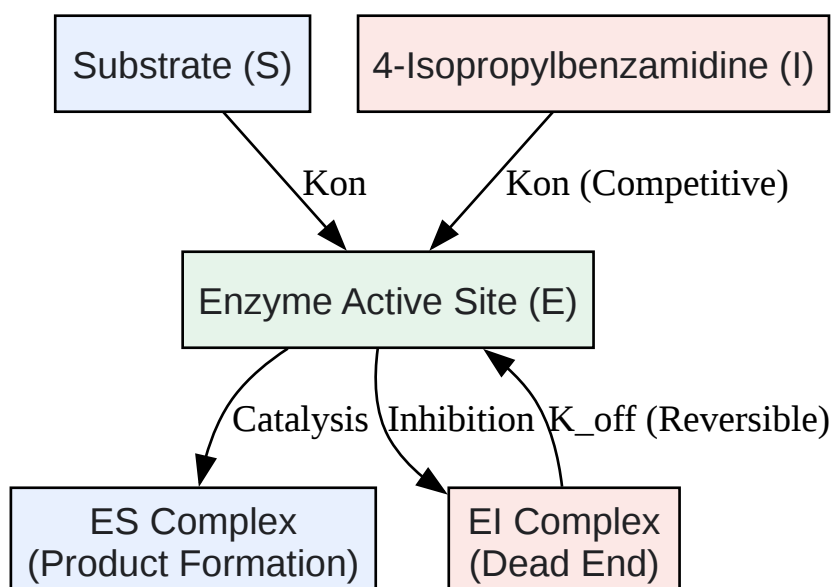 Substrate (S)
4-Isopropylbenzamidine (I)
Kon
Kon (Competitive)
Enzyme Active Site (E)
Catalysis
Inhibition
K_off (Reversible)
ES Complex
(Product Formation)
EI Complex
(Dead End)